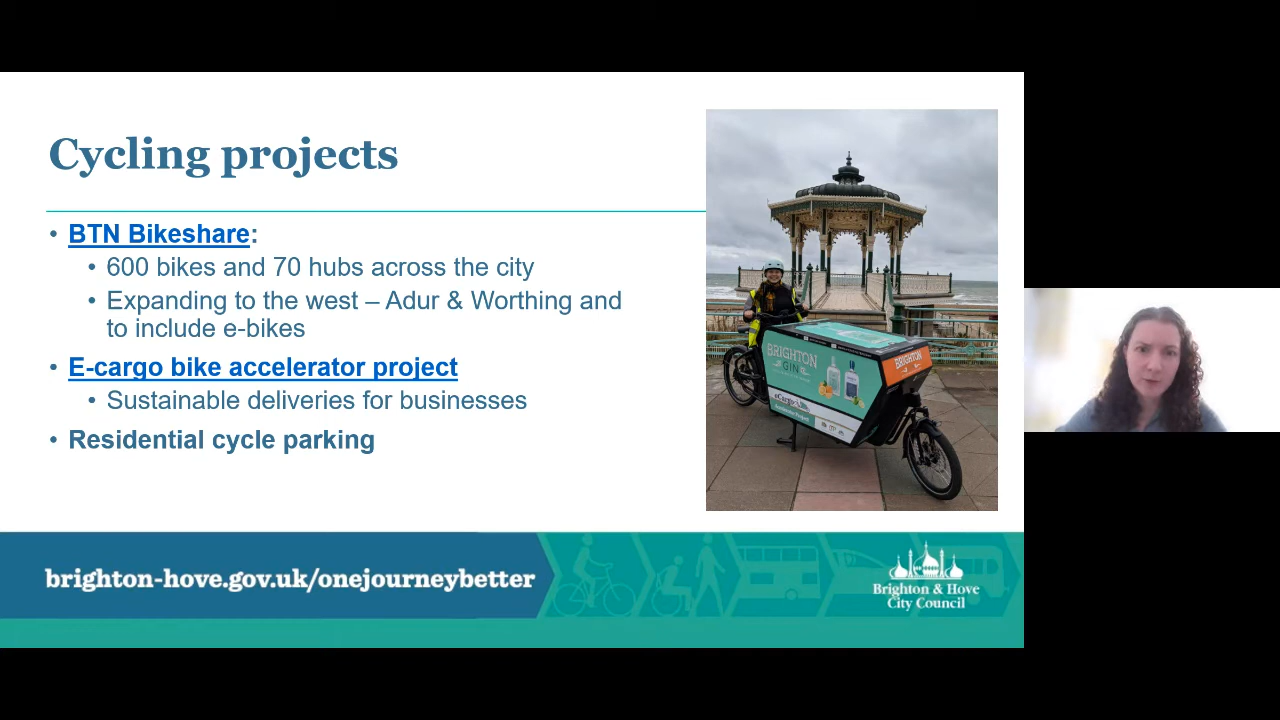 Cycling projects
• BTN Bikeshare:
• 600 bikes and 70 hubs across the city
• Expanding to the west – Adur & Worthing and
to include e-bikes
• E-cargo bike accelerator project
• Sustainable deliveries for businesses
• Residential cycle parking
BRIGHTON
GIN
BRIGHTON
eCargo
brighton-hove.gov.uk/onejourneybetter
Brighton & Hove
City Council